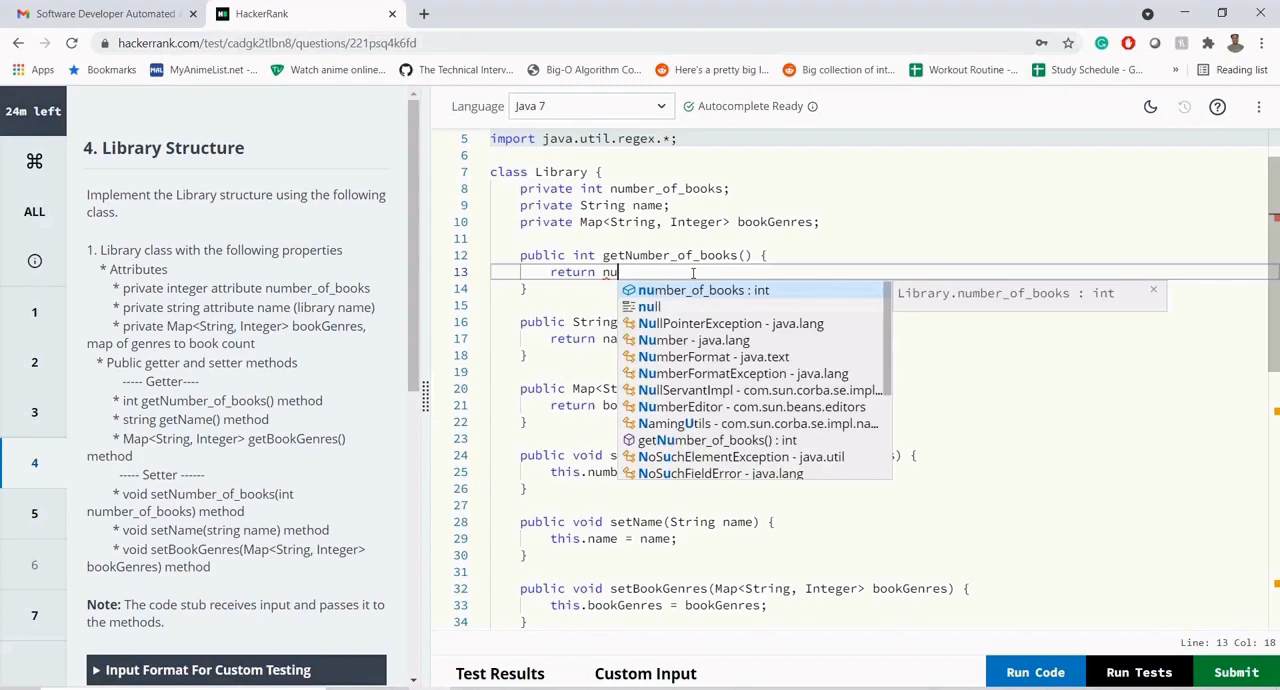 Software Developer Automated
HackerRank
hackerrank.com/test/cadgk2tlbn8/questions/221psq4k6fd
Apps
Bookmarks
MyAnimeList.net -...
Watch anime online...
The Technical Interv...
Big-O Algorithm Co...
Here's a pretty big l...
Big collection of int...
Workout Routine -...
Study Schedule - G...
»
Reading list
24m left
ALL
1
2
3
4
5
6
7
4. Library Structure
Implement the Library structure using the following
class.
1. Library class with the following properties
* Attributes
* private integer attribute number_of_books
* private string attribute name (library name)
* private Map<String, Integer> bookGenres,
map of genres to book count
* Public getter and setter methods
----- Getter----
* int getNumber_of_books() method
* string getName() method
* Map<String, Integer> getBookGenres()
method
----- Setter ------
* void setNumber_of_books(int
number_of_books) method
* void setName(string name) method
* void setBookGenres(Map<String, Integer>
bookGenres) method
Note: The code stub receives input and passes it to
the methods.
Input Format For Custom Testing
Language
Java 7
Autocomplete Ready
5 import java.util.regex.*;
6
7 class Library {
8 private int number_of_books;
9 private String name;
10 private Map<String, Integer> bookGenres;
11
12 public int getNumber_of_books() {
13 return nu
14 }
15
16 public String
17 return na
18 }
19
20 public Map<St
21 return bo
22 }
23
24 public void s ) {
25 this.numb
26 }
27
28 public void setName(String name) {
29 this.name = name;
30 }
31
32 public void setBookGenres(Map<String, Integer> bookGenres) {
33 this.bookGenres = bookGenres;
34 }
number_of_books : int
null
NullPointerException - java.lang
Number - java.lang
NumberFormat - java.text
NumberFormatException - java.lang
NullServantImpl - com.sun.corba.se.impl...
NumberEditor - com.sun.beans.editors
NamingUtils - com.sun.corba.se.impl.na...
getNumber_of_books() : int
NoSuchElementException - java.util
NoSuchFieldError - java.lang
Library.number_of_books : int
Line: 13 Col: 18
Test Results
Custom Input
Run Code
Run Tests
Submit